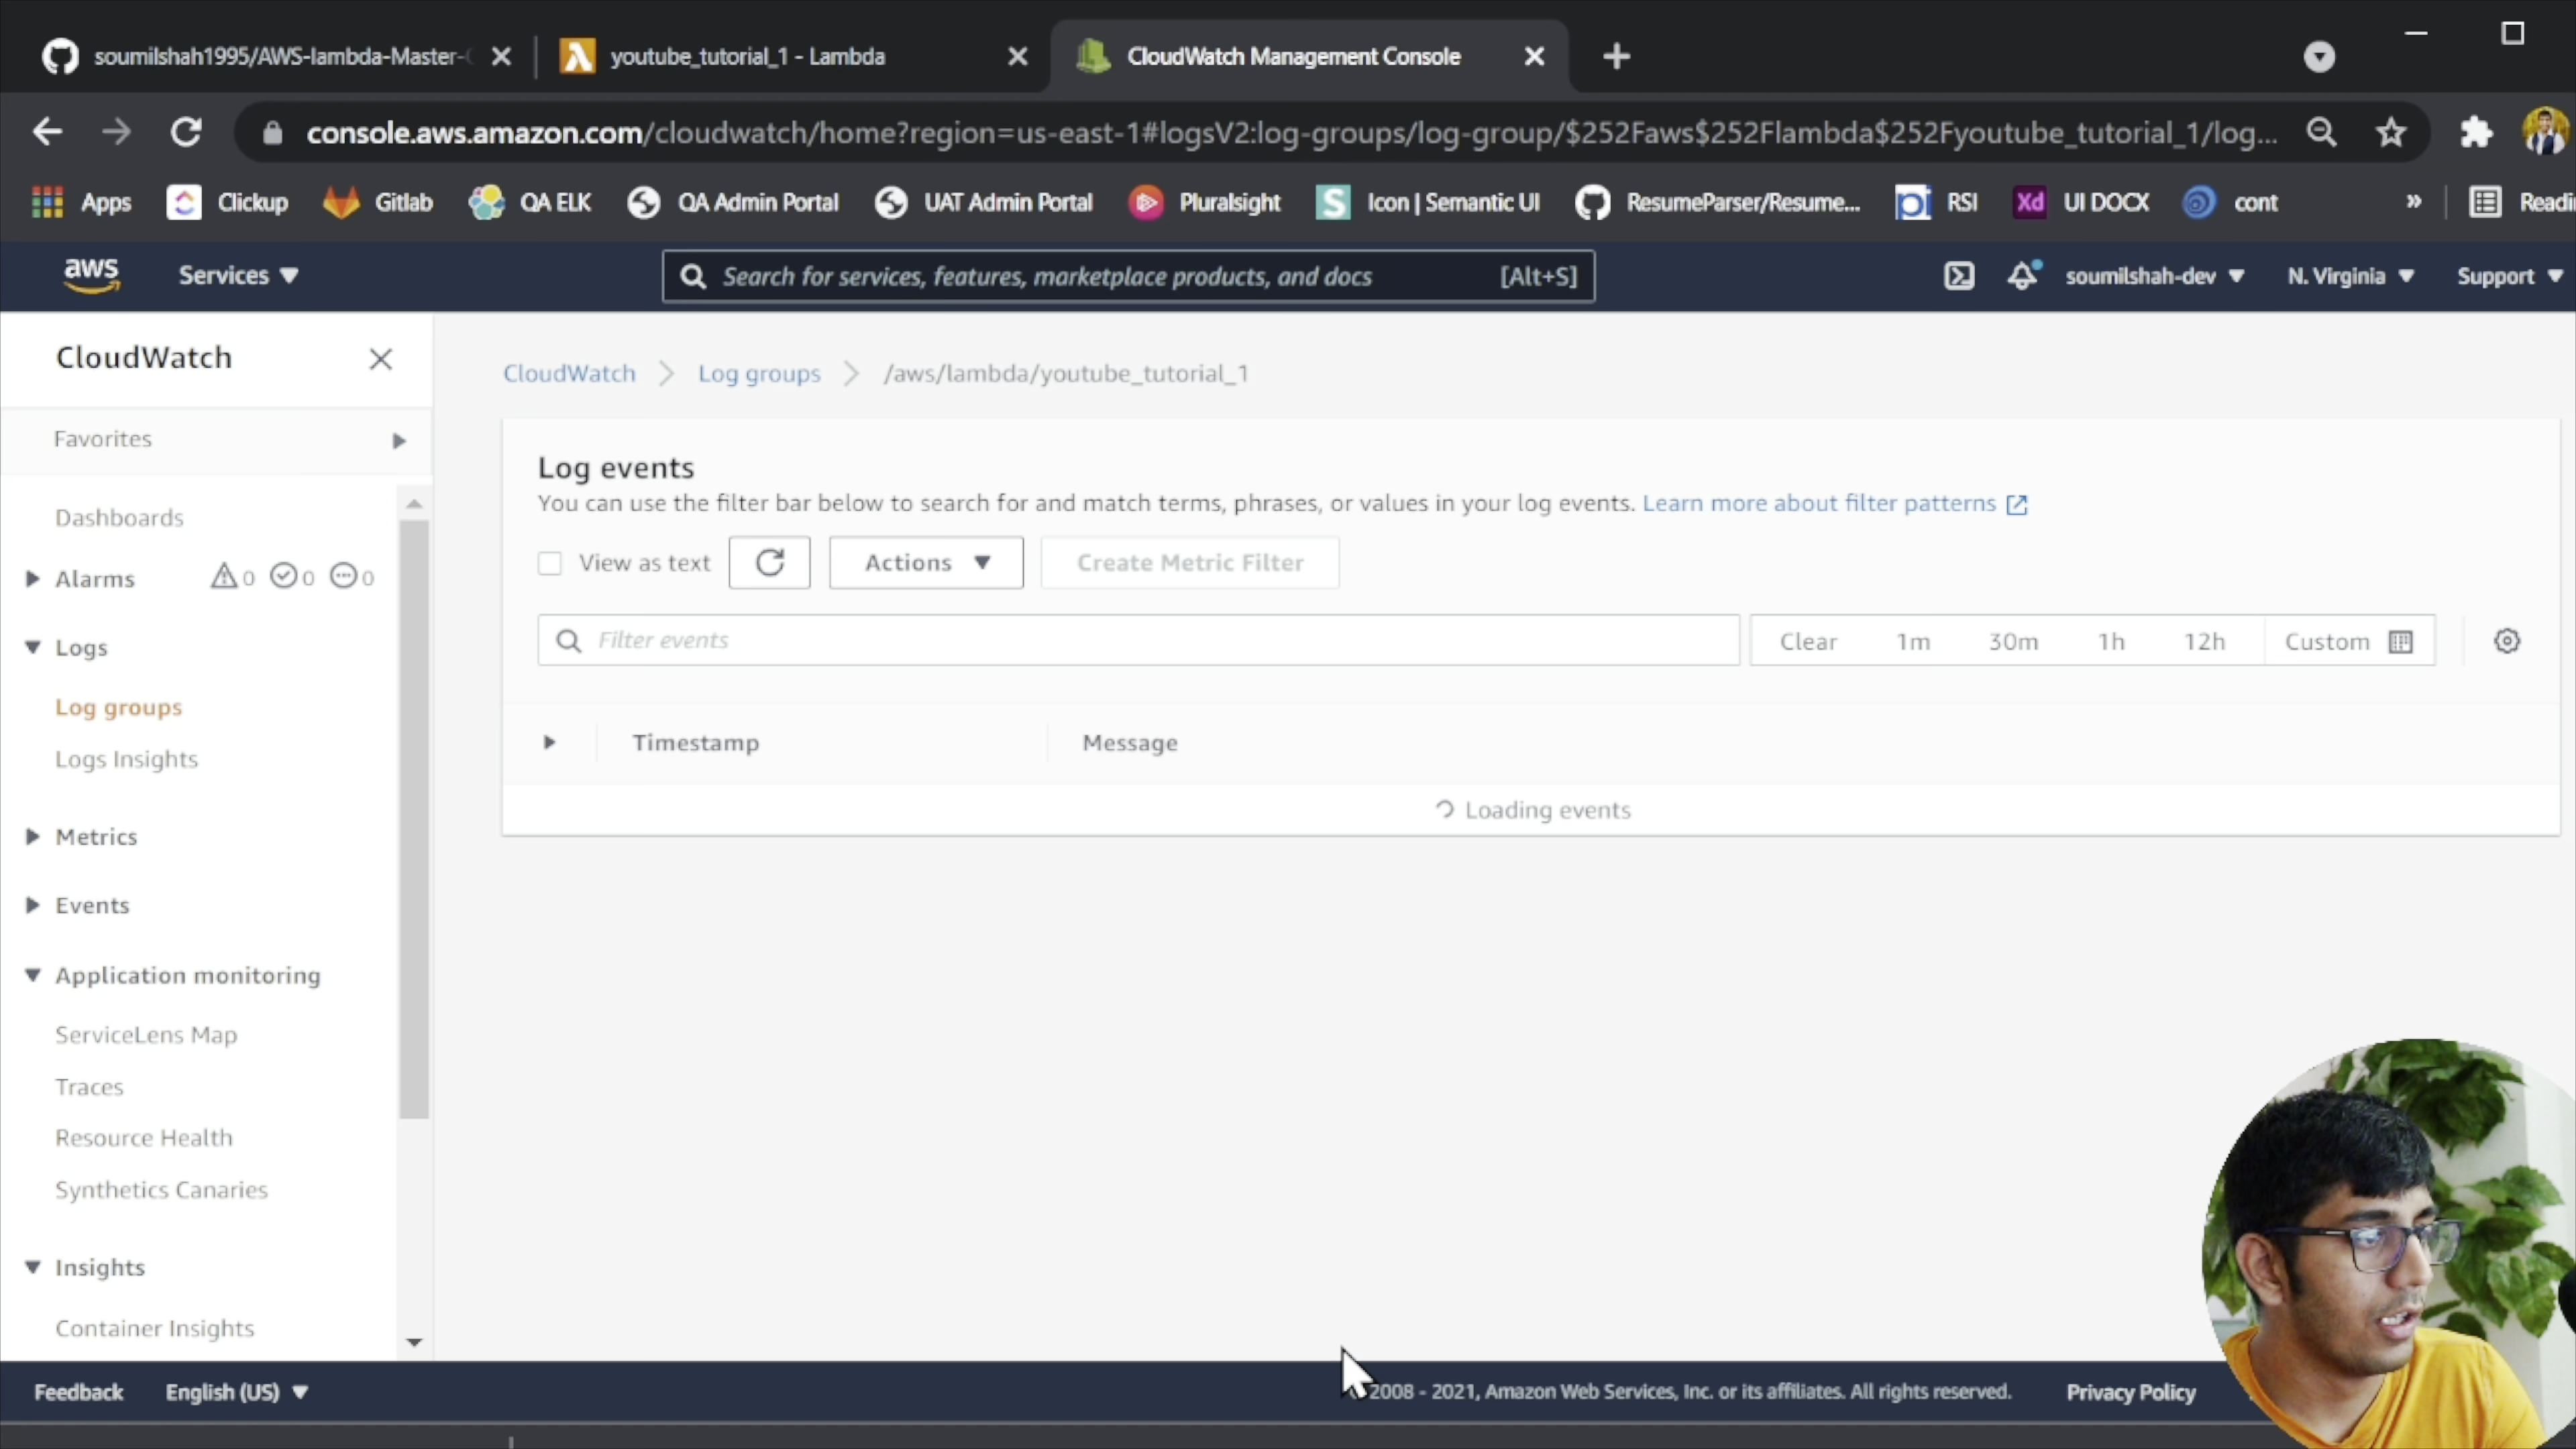 soumilshah1995/AWS-lambda-Master-
youtube_tutorial_1 - Lambda
CloudWatch Management Console
console.aws.amazon.com/cloudwatch/home?region=us-east-1#logsV2:log-groups/log-group/$252Faws$252Flambda$252Fyoutube_tutorial_1/log...
Apps Clickup Gitlab QA ELK QA Admin Portal UAT Admin Portal Pluralsight Icon | Semantic UI ResumeParser/Resume... RSI Xd UI DOCX cont » Readi
aws Services Search for services, features, marketplace products, and docs [Alt+S] soumilshah-dev N. Virginia Support
CloudWatch
Favorites
Dashboards
Alarms 0 0 0
Logs
Log groups
Logs Insights
Metrics
Events
Application monitoring
ServiceLens Map
Traces
Resource Health
Synthetics Canaries
Insights
Container Insights
CloudWatch Log groups /aws/lambda/youtube_tutorial_1
Log events
You can use the filter bar below to search for and match terms, phrases, or values in your log events. Learn more about filter patterns
View as text Actions Create Metric Filter
Filter events Clear 1m 30m 1h 12h Custom
Timestamp Message
Loading events
Feedback English (US) 2008 - 2021, Amazon Web Services, Inc. or its affiliates. All rights reserved. Privacy Policy